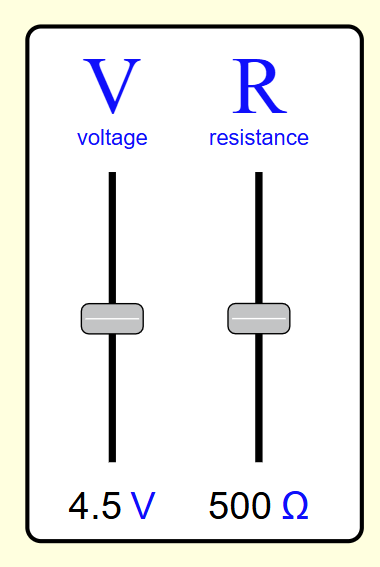 V R
voltage resistance
4.5 V 500 Ω